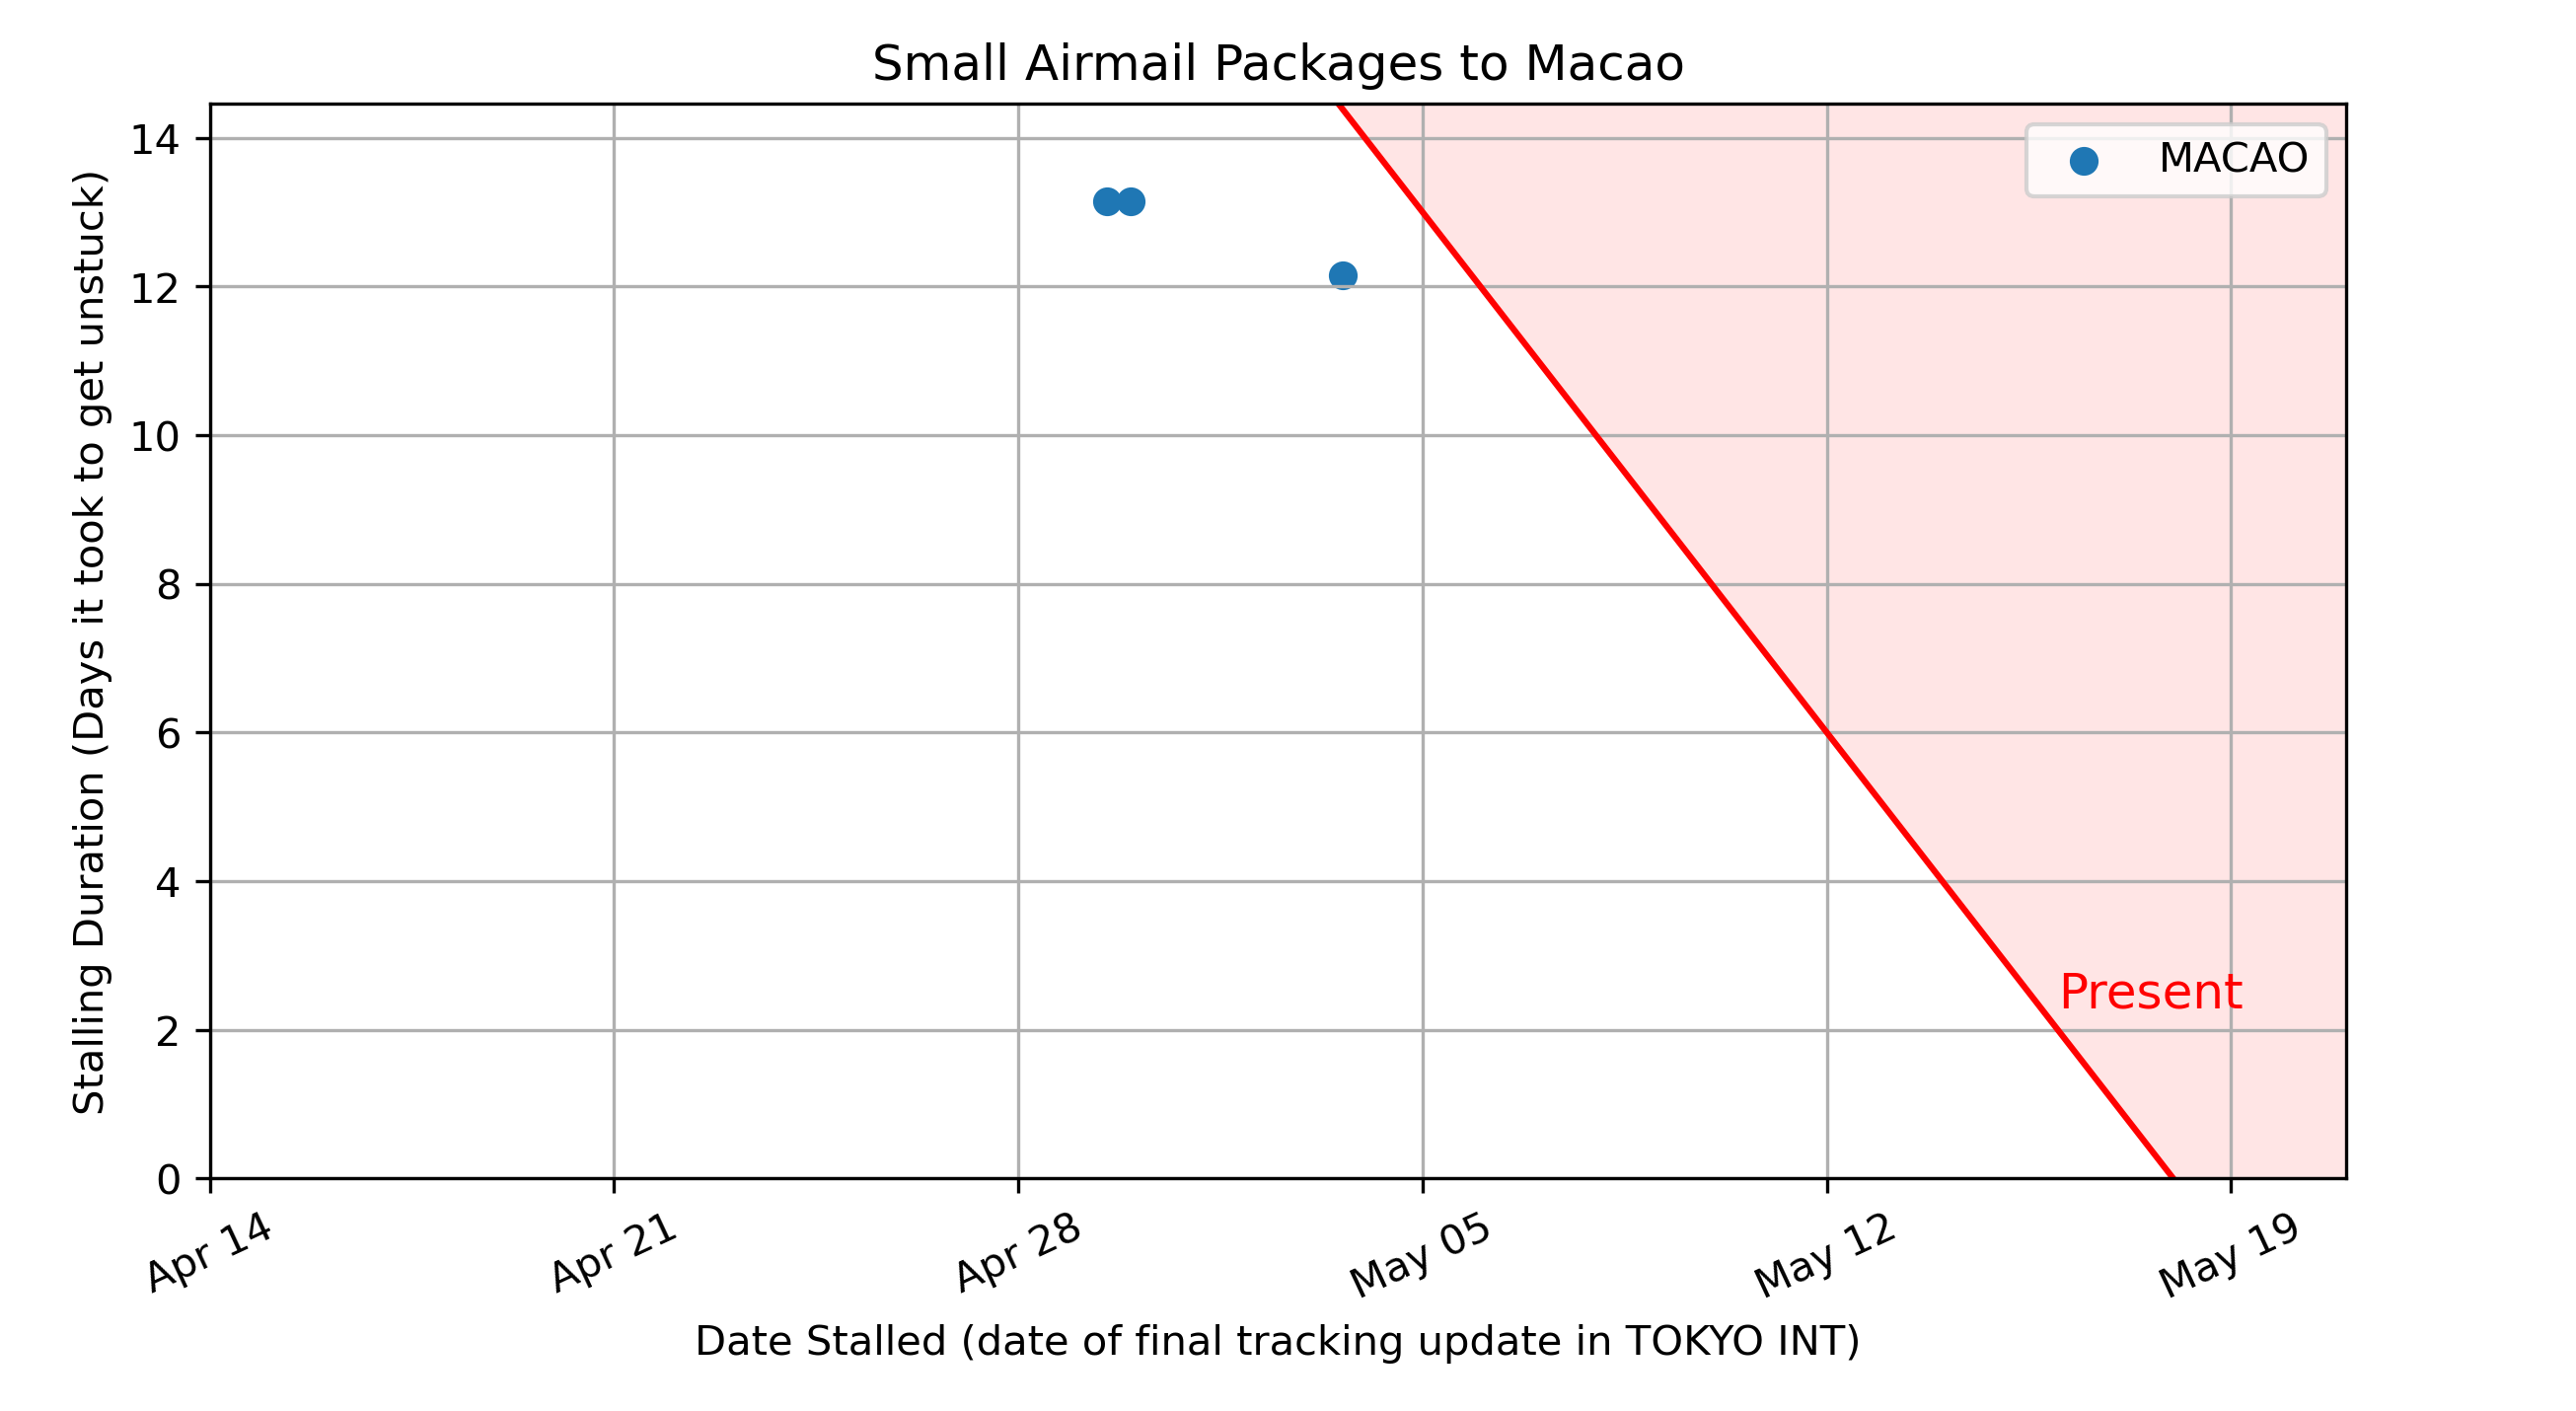 Small Airmail Packages to Macao
MACAO
Stalling Duration (Days it took to get unstuck)
14
12
10
8
6
4
2
0
Present
Apr 14
Apr 21
Apr 28
May 05
May 12
May 19
Date Stalled (date of final tracking update in TOKYO INT)